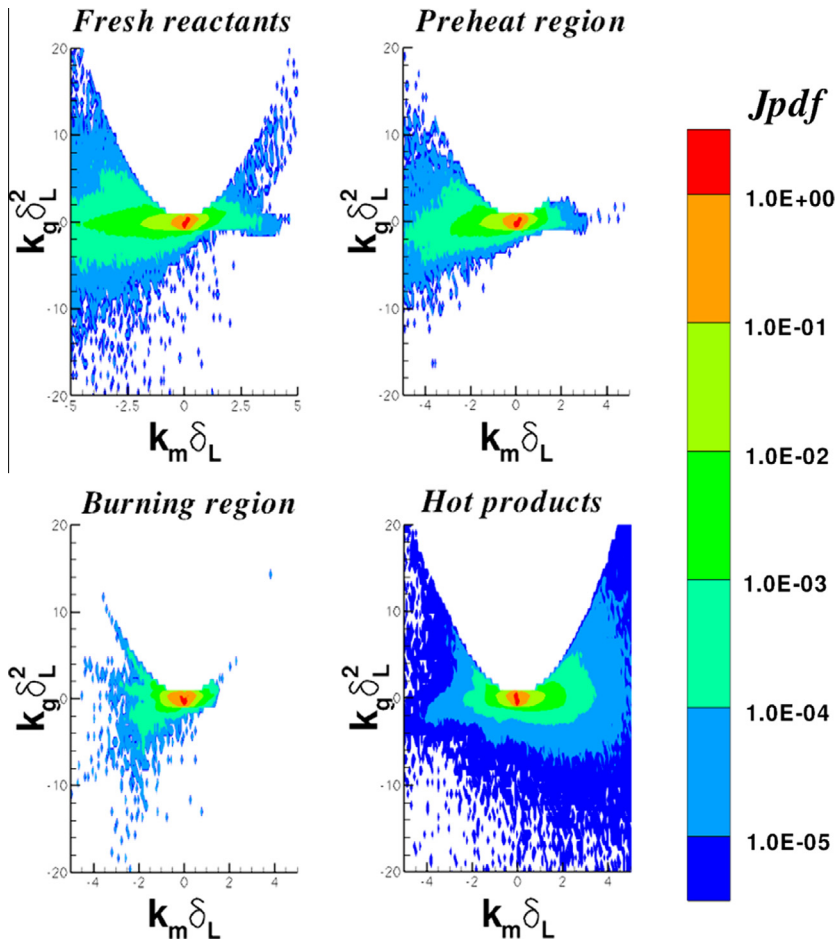 Fresh reactants
20
10
0
-10
-20
-5
-2.5
0
2.5
5
k_g δ_L^2
k_m δ_L
Preheat region
20
10
0
-10
-20
-4
-2
0
2
4
k_g δ_L^2
k_m δ_L
Burning region
20
10
0
-10
-20
-4
-2
0
2
4
k_g δ_L^2
k_m δ_L
Hot products
20
10
0
-10
-20
-4
-2
0
2
4
k_g δ_L^2
k_m δ_L
Jpdf
1.0E+00
1.0E-01
1.0E-02
1.0E-03
1.0E-04
1.0E-05